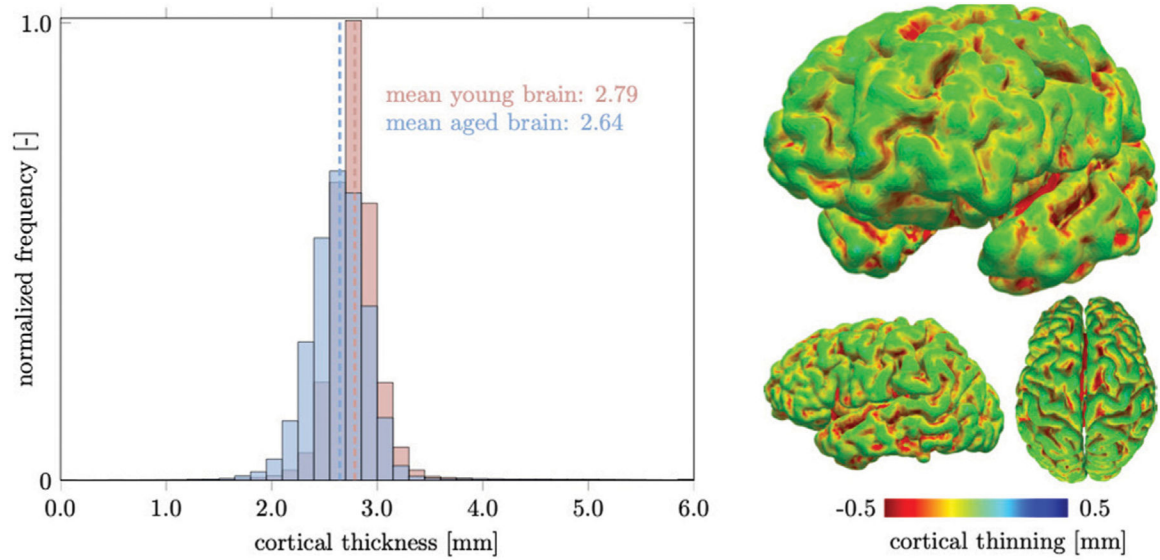 1.0
mean young brain: 2.79
mean aged brain: 2.64
normalized frequency [-]
0
0.0 1.0 2.0 3.0 4.0 5.0 6.0
cortical thickness [mm]
-0.5 0.5
cortical thinning [mm]